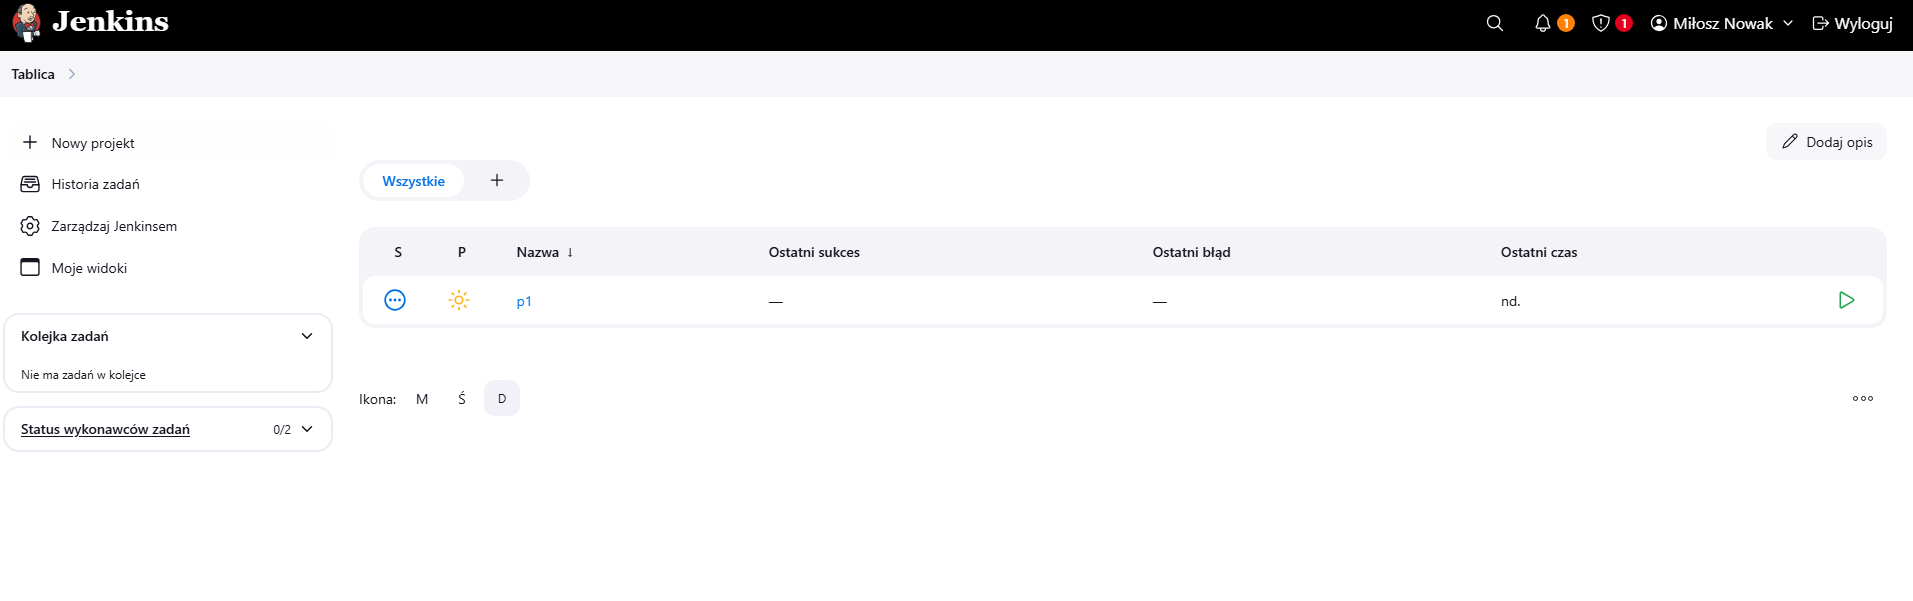 Jenkins
1
1
Miłosz Nowak
Wyloguj
Tablica
Nowy projekt
Historia zadań
Zarządzaj Jenkinsem
Moje widoki
Kolejka zadań
Nie ma zadań w kolejce
Status wykonawców zadań 0/2
Dodaj opis
Wszystkie +
S P Nazwa ↓ Ostatni sukces Ostatni błąd Ostatni czas
p1 — — nd.
Ikona: M Ś D